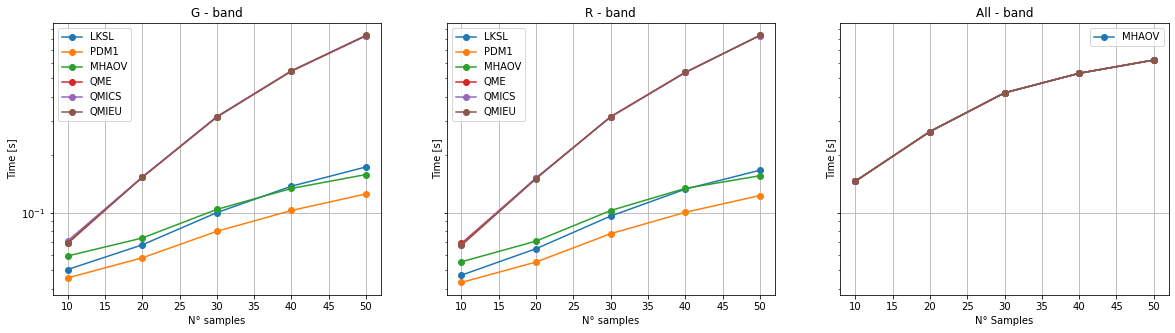 G - band
LKSL
PDM1
MHAOV
QME
QMICS
QMIEU
Time [s]
10⁻¹
10 15 20 25 30 35 40 45 50
N° samples
R - band
LKSL
PDM1
MHAOV
QME
QMICS
QMIEU
Time [s]
10 15 20 25 30 35 40 45 50
N° samples
All - band
MHAOV
Time [s]
10 15 20 25 30 35 40 45 50
N° Samples